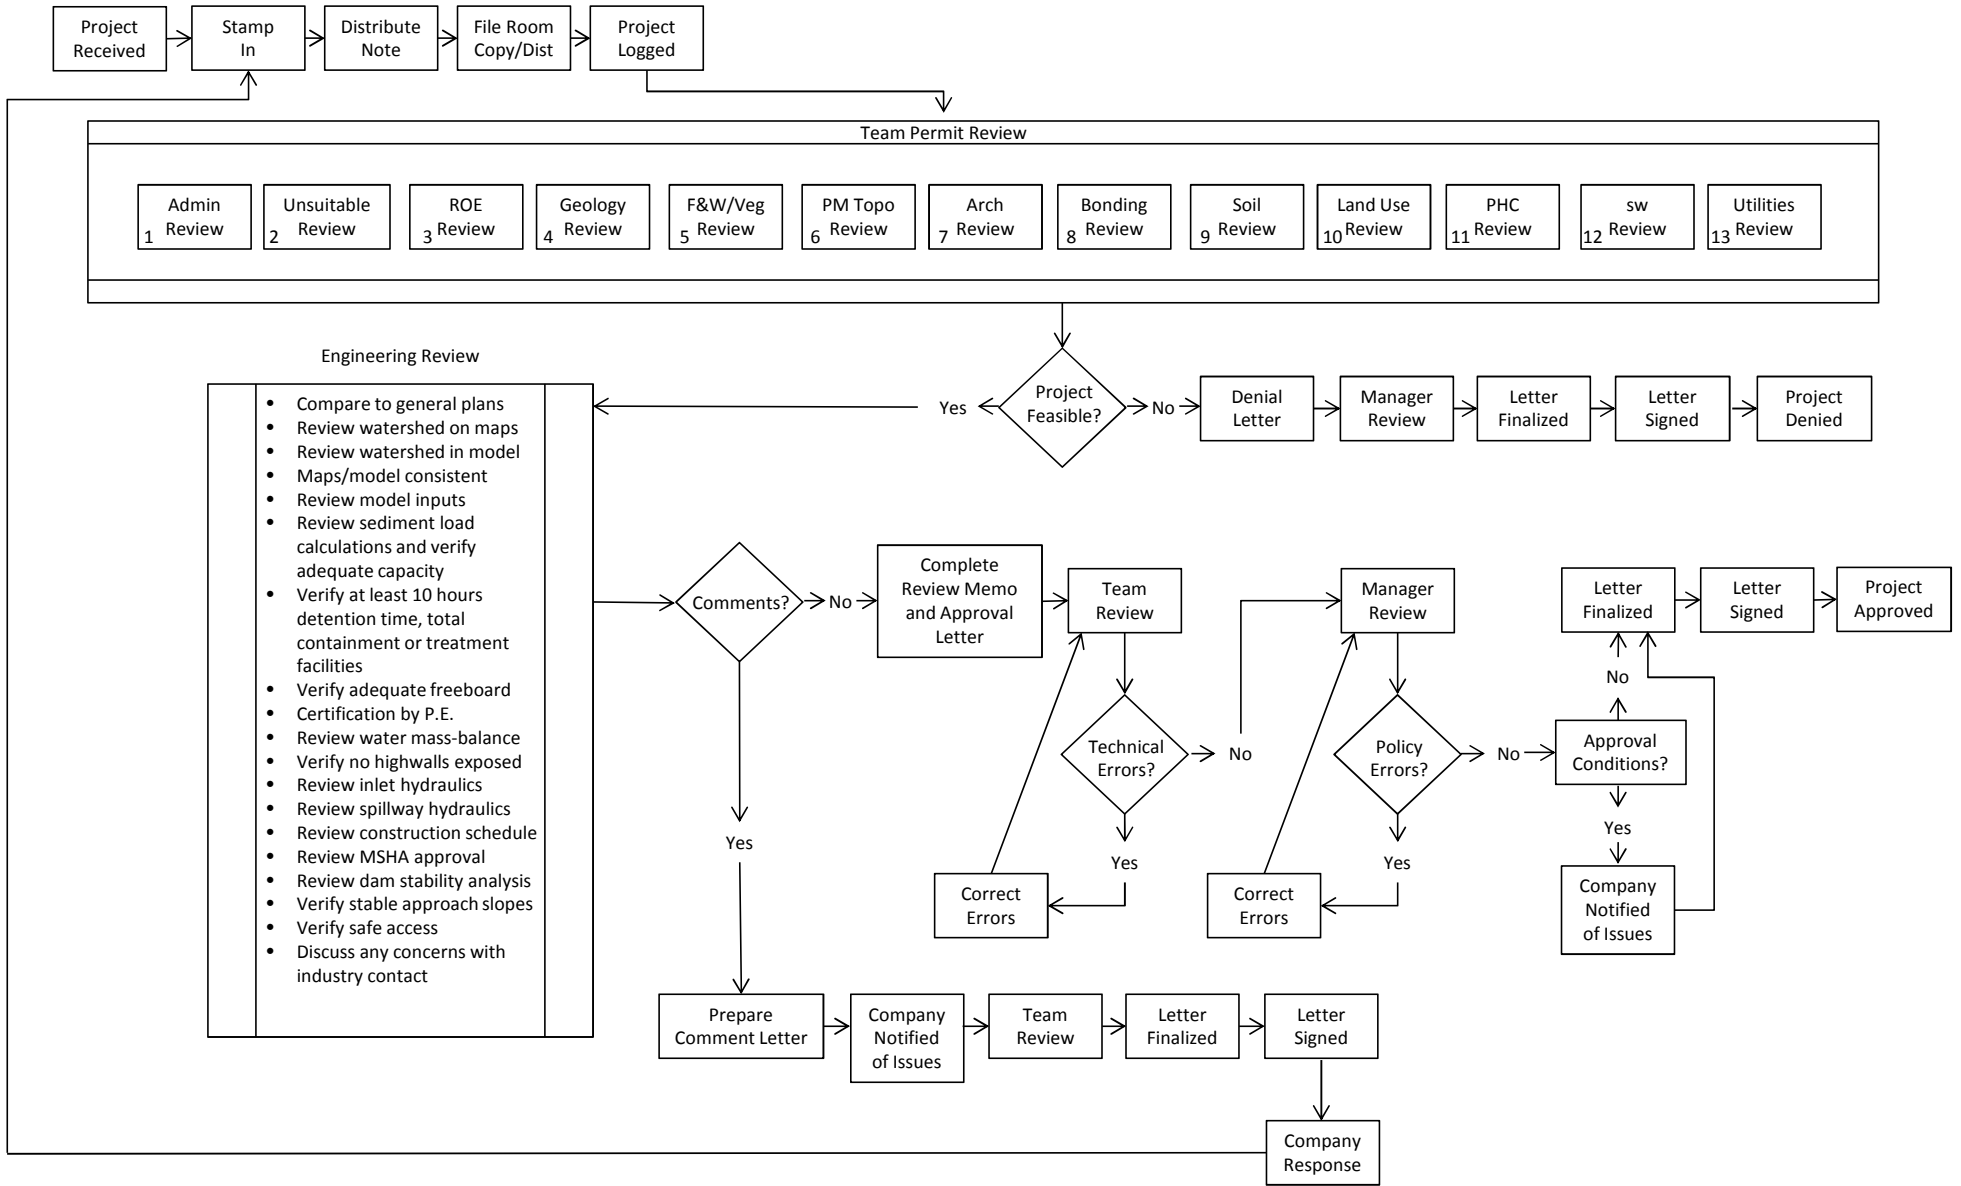 Project
Received
Stamp
In
Distribute
Note
File Room
Copy/Dist
Project
Logged
Team Permit Review
Admin
1 Review
Unsuitable
2 Review
ROE
3 Review
Geology
4 Review
F&W/Veg
5 Review
PM Topo
6 Review
Arch
7 Review
Bonding
8 Review
Soil
9 Review
Land Use
10 Review
PHC
11 Review
sw
12 Review
Utilities
13 Review
Project
Feasible?
Yes
No
Denial
Letter
Manager
Review
Letter
Finalized
Letter
Signed
Project
Denied
Engineering Review
• Compare to general plans
• Review watershed on maps
• Review watershed in model
• Maps/model consistent
• Review model inputs
• Review sediment load
calculations and verify
adequate capacity
• Verify at least 10 hours
detention time, total
containment or treatment
facilities
• Verify adequate freeboard
• Certification by P.E.
• Review water mass-balance
• Verify no highwalls exposed
• Review inlet hydraulics
• Review spillway hydraulics
• Review construction schedule
• Review MSHA approval
• Review dam stability analysis
• Verify stable approach slopes
• Verify safe access
• Discuss any concerns with
industry contact
Comments?
No
Complete
Review Memo
and Approval
Letter
Team
Review
Technical
Errors?
No
Yes
Correct
Errors
Manager
Review
Policy
Errors?
No
Yes
Correct
Errors
Approval
Conditions?
No
Letter
Finalized
Letter
Signed
Project
Approved
Yes
Company
Notified
of Issues
Yes
Prepare
Comment Letter
Company
Notified
of Issues
Team
Review
Letter
Finalized
Letter
Signed
Company
Response